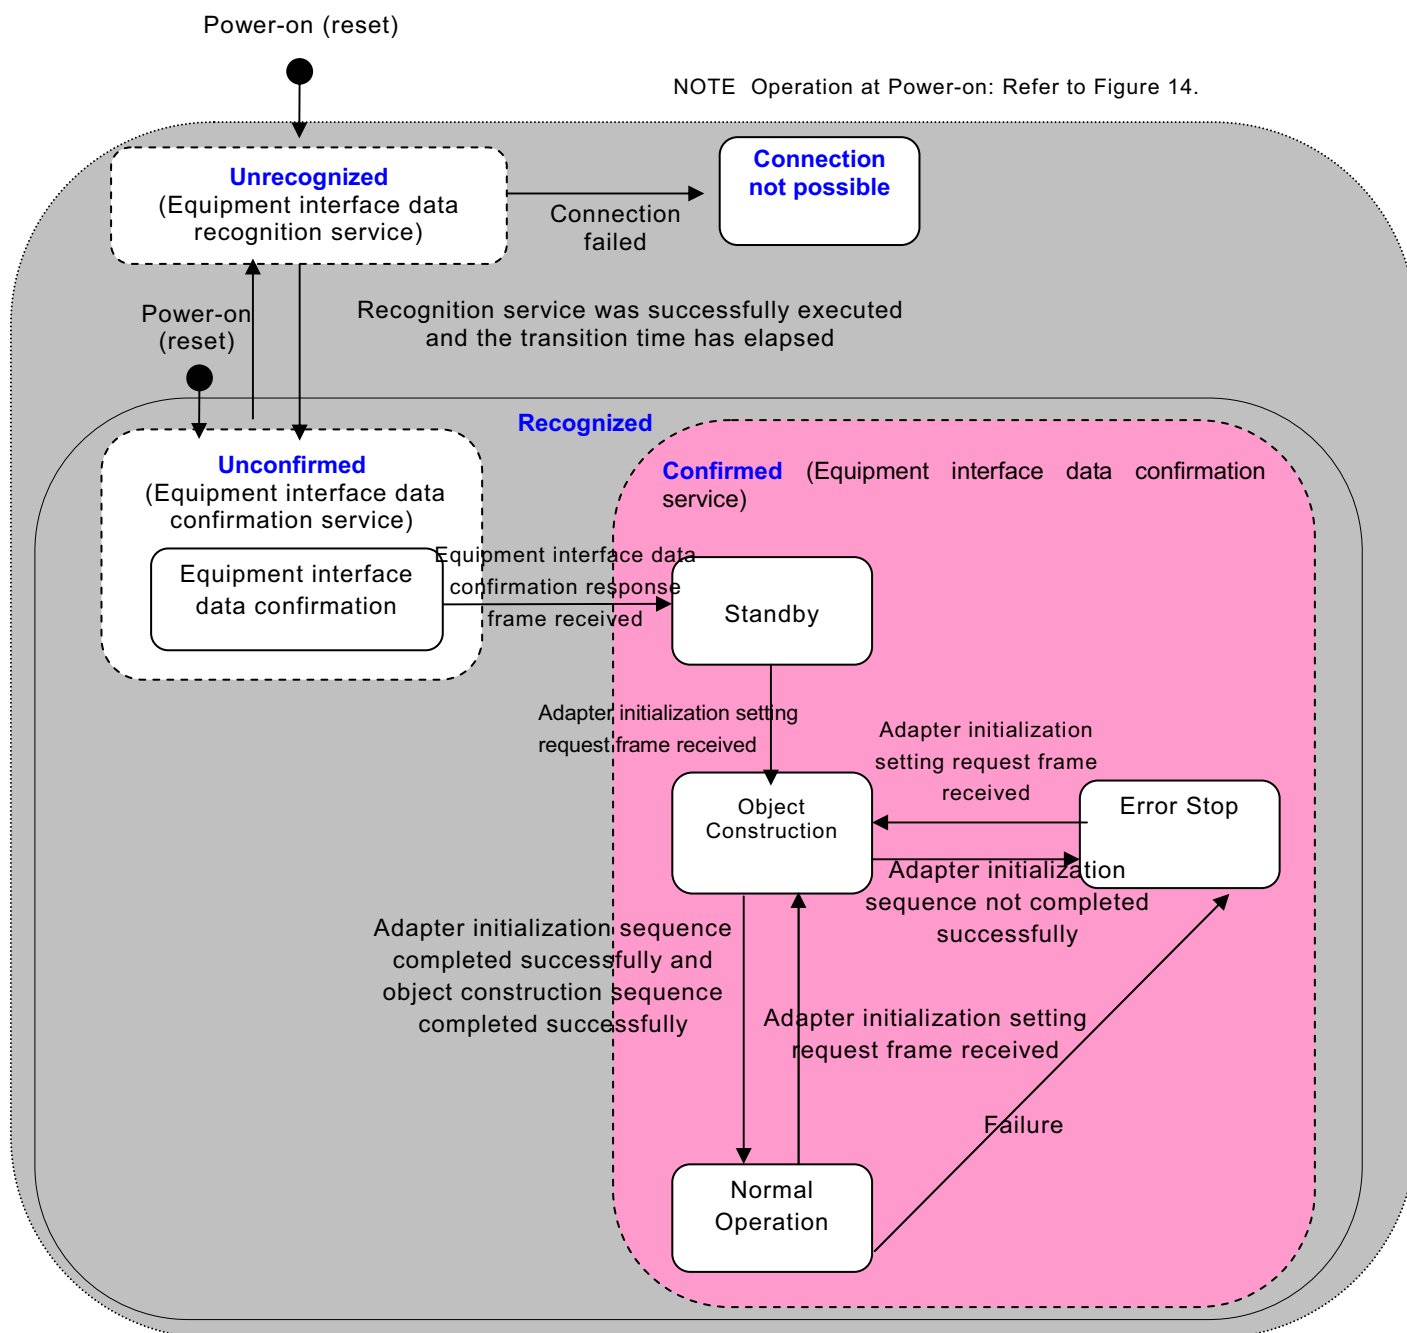 Power-on (reset)
NOTE  Operation at Power-on: Refer to Figure 14.
Unrecognized
(Equipment interface data
recognition service)
Connection
failed
Connection
not possible
Power-on
(reset)
Recognition service was successfully executed
and the transition time has elapsed
Recognized
Unconfirmed
(Equipment interface data
confirmation service)
Equipment interface
data confirmation
Equipment interface data
confirmation response
frame received
Confirmed (Equipment interface data confirmation
service)
Standby
Adapter initialization setting
request frame received
Adapter initialization
setting request frame
received
Object
Construction
Error Stop
Adapter initialization
sequence not completed
successfully
Adapter initialization sequence
completed successfully and
object construction sequence
completed successfully
Adapter initialization setting
request frame received
Failure
Normal
Operation